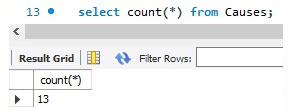 13 select count(*) from Causes;
Result Grid Filter Rows:
count(*)
13